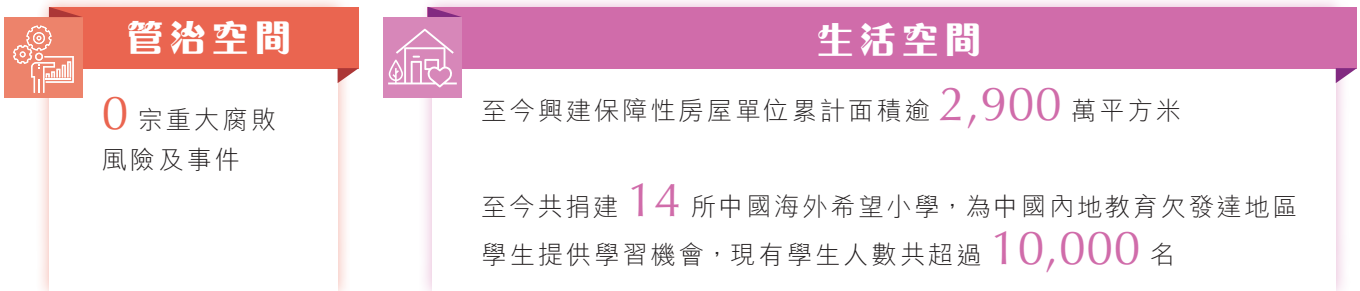 管治空間
0 宗重大腐敗
風險及事件
生活空間
至今興建保障性房屋單位累計面積逾 2,900 萬平方米
至今共捐建 14 所中國海外希望小學，為中國內地教育欠發達地區
學生提供學習機會，現有學生人數共超過 10,000 名